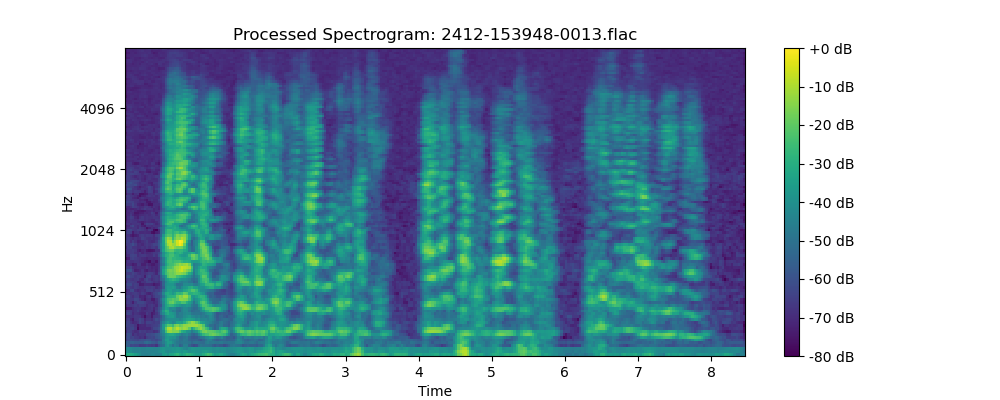 Processed Spectrogram: 2412-153948-0013.flac
Hz
4096
2048
1024
512
0
0 1 2 3 4 5 6 7 8
Time
+0 dB
-10 dB
-20 dB
-30 dB
-40 dB
-50 dB
-60 dB
-70 dB
-80 dB